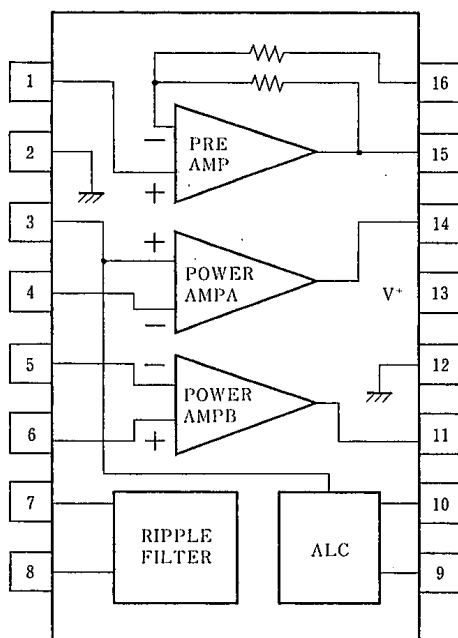 1
16
−
PRE
AMP
+
2
15
3
+
14
POWER
AMPA
V+
13
4
−
5
−
12
POWER
AMPB
6
+
11
7
10
RIPPLE
FILTER
ALC
8
9